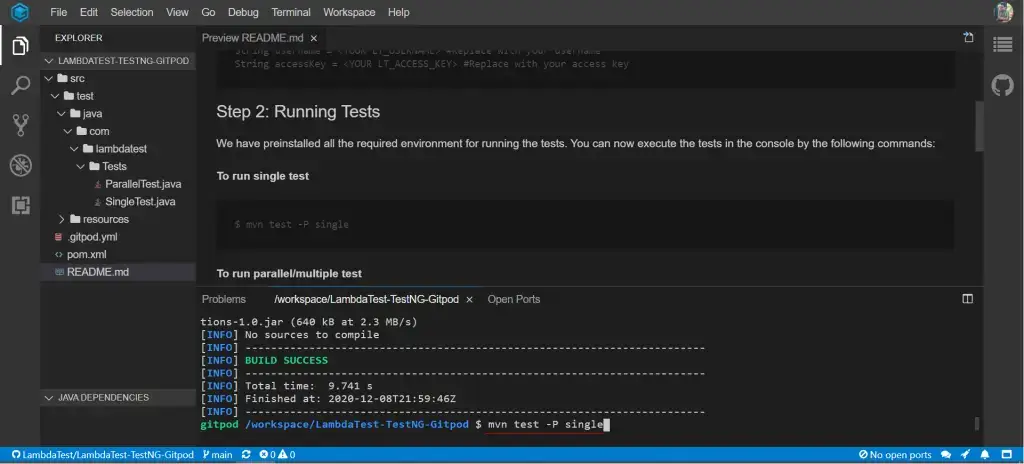 File Edit Selection View Go Debug Terminal Workspace Help
EXPLORER
LAMBDATEST-TESTNG-GITPOD
src
test
java
com
lambdatest
Tests
ParallelTest.java
SingleTest.java
resources
.gitpod.yml
pom.xml
README.md
JAVA DEPENDENCIES
Preview README.md ×
String username = <YOUR LT_USERNAME> #Replace with your username
String accessKey = <YOUR LT_ACCESS_KEY> #Replace with your access key
Step 2: Running Tests
We have preinstalled all the required environment for running the tests. You can now execute the tests in the console by the following commands:
To run single test
$ mvn test -P single
To run parallel/multiple test
Problems /workspace/LambdaTest-TestNG-Gitpod × Open Ports
tions-1.0.jar (640 kB at 2.3 MB/s)
[INFO] No sources to compile
[INFO] ------------------------------------------------------------------------
[INFO] BUILD SUCCESS
[INFO] ------------------------------------------------------------------------
[INFO] Total time:  9.741 s
[INFO] Finished at: 2020-12-08T21:59:46Z
[INFO] ------------------------------------------------------------------------
gitpod /workspace/LambdaTest-TestNG-Gitpod $ mvn test -P single
LambdaTest/LambdaTest-TestNG-Gitpod main 0 0 No open ports